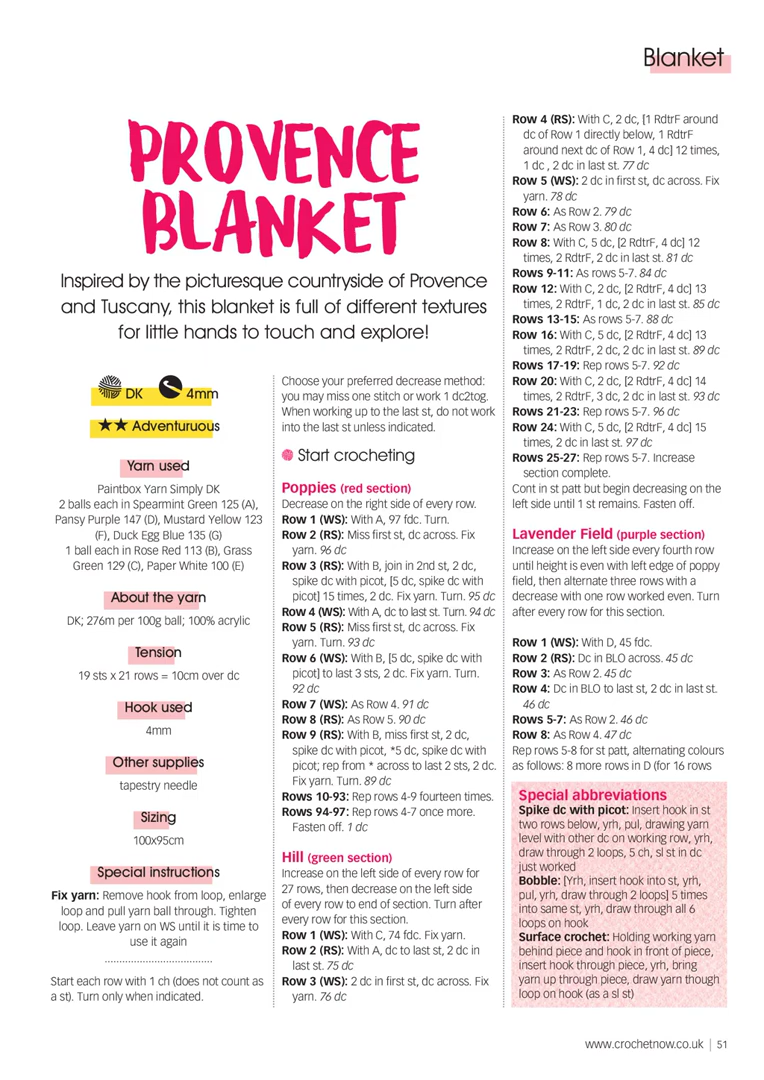 Blanket
PROVENCE
BLANKET
Inspired by the picturesque countryside of Provence
and Tuscany, this blanket is full of different textures
for little hands to touch and explore!
DK 4mm
★★ Adventuruous
Yarn used
Paintbox Yarn Simply DK
2 balls each in Spearmint Green 125 (A),
Pansy Purple 147 (D), Mustard Yellow 123
(F), Duck Egg Blue 135 (G)
1 ball each in Rose Red 113 (B), Grass
Green 129 (C), Paper White 100 (E)
About the yarn
DK; 276m per 100g ball; 100% acrylic
Tension
19 sts x 21 rows = 10cm over dc
Hook used
4mm
Other supplies
tapestry needle
Sizing
100x95cm
Special instructions
Fix yarn: Remove hook from loop, enlarge
loop and pull yarn ball through. Tighten
loop. Leave yarn on WS until it is time to
use it again
Start each row with 1 ch (does not count as
a st). Turn only when indicated.
Choose your preferred decrease method:
you may miss one stitch or work 1 dc2tog.
When working up to the last st, do not work
into the last st unless indicated.
Start crocheting
Poppies (red section)
Decrease on the right side of every row.
Row 1 (WS): With A, 97 fdc. Turn.
Row 2 (RS): Miss first st, dc across. Fix
yarn. 96 dc
Row 3 (RS): With B, join in 2nd st, 2 dc,
spike dc with picot, [5 dc, spike dc with
picot] 15 times, 2 dc. Fix yarn. Turn. 95 dc
Row 4 (WS): With A, dc to last st. Turn. 94 dc
Row 5 (RS): Miss first st, dc across. Fix
yarn. Turn. 93 dc
Row 6 (WS): With B, [5 dc, spike dc with
picot] to last 3 sts, 2 dc. Fix yarn. Turn.
92 dc
Row 7 (WS): As Row 4. 91 dc
Row 8 (RS): As Row 5. 90 dc
Row 9 (RS): With B, miss first st, 2 dc,
spike dc with picot, *5 dc, spike dc with
picot; rep from * across to last 2 sts, 2 dc.
Fix yarn. Turn. 89 dc
Rows 10-93: Rep rows 4-9 fourteen times.
Rows 94-97: Rep rows 4-7 once more.
Fasten off. 1 dc
Hill (green section)
Increase on the left side of every row for
27 rows, then decrease on the left side
of every row to end of section. Turn after
every row for this section.
Row 1 (WS): With C, 74 fdc. Fix yarn.
Row 2 (RS): With A, dc to last st, 2 dc in
last st. 75 dc
Row 3 (WS): 2 dc in first st, dc across. Fix
yarn. 76 dc
Row 4 (RS): With C, 2 dc, [1 RdtrF around
dc of Row 1 directly below, 1 RdtrF
around next dc of Row 1, 4 dc] 12 times,
1 dc , 2 dc in last st. 77 dc
Row 5 (WS): 2 dc in first st, dc across. Fix
yarn. 78 dc
Row 6: As Row 2. 79 dc
Row 7: As Row 3. 80 dc
Row 8: With C, 5 dc, [2 RdtrF, 4 dc] 12
times, 2 RdtrF, 2 dc in last st. 81 dc
Rows 9-11: As rows 5-7. 84 dc
Row 12: With C, 2 dc, [2 RdtrF, 4 dc] 13
times, 2 RdtrF, 1 dc, 2 dc in last st. 85 dc
Rows 13-15: As rows 5-7. 88 dc
Row 16: With C, 5 dc, [2 RdtrF, 4 dc] 13
times, 2 RdtrF, 2 dc, 2 dc in last st. 89 dc
Rows 17-19: Rep rows 5-7. 92 dc
Row 20: With C, 2 dc, [2 RdtrF, 4 dc] 14
times, 2 RdtrF, 3 dc, 2 dc in last st. 93 dc
Rows 21-23: Rep rows 5-7. 96 dc
Row 24: With C, 5 dc, [2 RdtrF, 4 dc] 15
times, 2 dc in last st. 97 dc
Rows 25-27: Rep rows 5-7. Increase
section complete.
Cont in st patt but begin decreasing on the
left side until 1 st remains. Fasten off.
Lavender Field (purple section)
Increase on the left side every fourth row
until height is even with left edge of poppy
field, then alternate three rows with a
decrease with one row worked even. Turn
after every row for this section.
Row 1 (WS): With D, 45 fdc.
Row 2 (RS): Dc in BLO across. 45 dc
Row 3: As Row 2. 45 dc
Row 4: Dc in BLO to last st, 2 dc in last st.
46 dc
Rows 5-7: As Row 2. 46 dc
Row 8: As Row 4. 47 dc
Rep rows 5-8 for st patt, alternating colours
as follows: 8 more rows in D (for 16 rows
Special abbreviations
Spike dc with picot: Insert hook in st
two rows below, yrh, pul, drawing yarn
level with other dc on working row, yrh,
draw through 2 loops, 5 ch, sl st in dc
just worked
Bobble: [Yrh, insert hook into st, yrh,
pul, yrh, draw through 2 loops] 5 times
into same st, yrh, draw through all 6
loops on hook
Surface crochet: Holding working yarn
behind piece and hook in front of piece,
insert hook through piece, yrh, bring
yarn up through piece, draw yarn though
loop on hook (as a sl st)
www.crochetnow.co.uk | 51